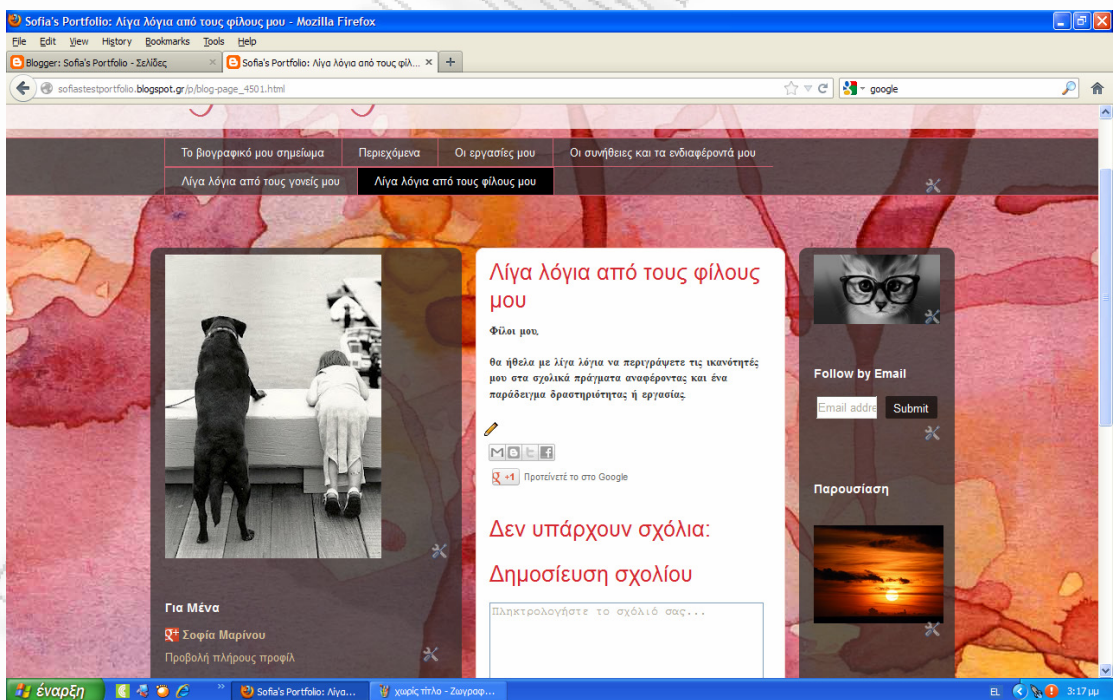 Sofia's Portfolio: Λίγα λόγια από τους φίλους μου - Mozilla Firefox
File Edit View History Bookmarks Tools Help
Blogger: Sofia's Portfolio - Σελίδες
Sofia's Portfolio: Λίγα λόγια από τους φίλ...
sofiastestportfolio.blogspot.gr/p/blog-page_4501.html
google
Το βιογραφικό μου σημείωμα Περιεχόμενα Οι εργασίες μου Οι συνήθειες και τα ενδιαφέροντά μου
Λίγα λόγια από τους γονείς μου Λίγα λόγια από τους φίλους μου
Λίγα λόγια από τους φίλους
μου
Φίλοι μου,
θα ήθελα με λίγα λόγια να περιγράψετε τις ικανότητές
μου στα σχολικά πράγματα αναφέροντας και ένα
παράδειγμα δραστηριότητας ή εργασίας.
+1 Προτείνετέ το στο Google
Δεν υπάρχουν σχόλια:
Δημοσίευση σχολίου
Πληκτρολογήστε το σχόλιό σας...
Για Μένα
Σοφία Μαρίνου
Προβολή πλήρους προφίλ
Follow by Email
Email addre Submit
Παρουσίαση
έναρξη
Sofia's Portfolio: Λίγα...
χωρίς τίτλο - Ζωγραφ...
EL
3:17 μμ